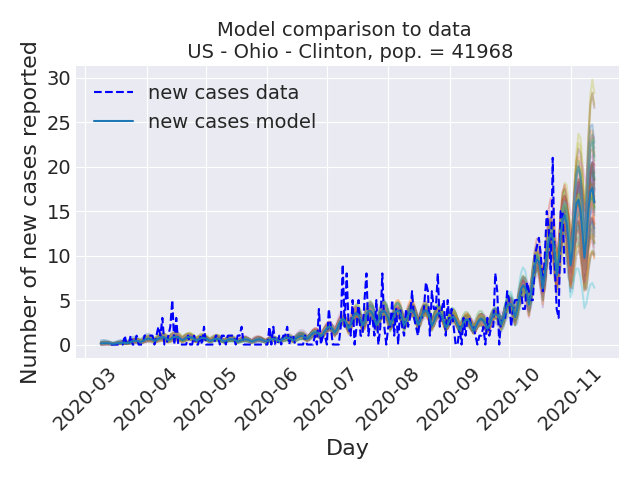 Model comparison to data
US - Ohio - Clinton, pop. = 41968
Number of new cases reported
30
25
20
15
10
5
0
new cases data
new cases model
2020-03
2020-04
2020-05
2020-06
2020-07
2020-08
2020-09
2020-10
2020-11
Day